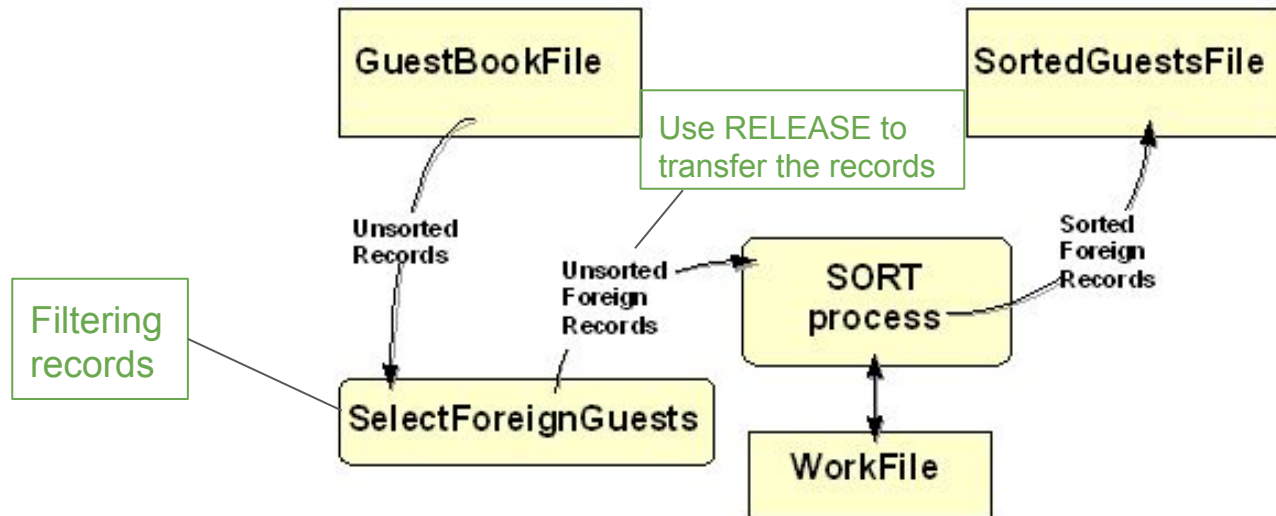 GuestBookFile
SortedGuestsFile
Use RELEASE to
transfer the records
Unsorted
Records
Unsorted
Foreign
Records
Sorted
Foreign
Records
SORT
process
Filtering
records
SelectForeignGuests
WorkFile